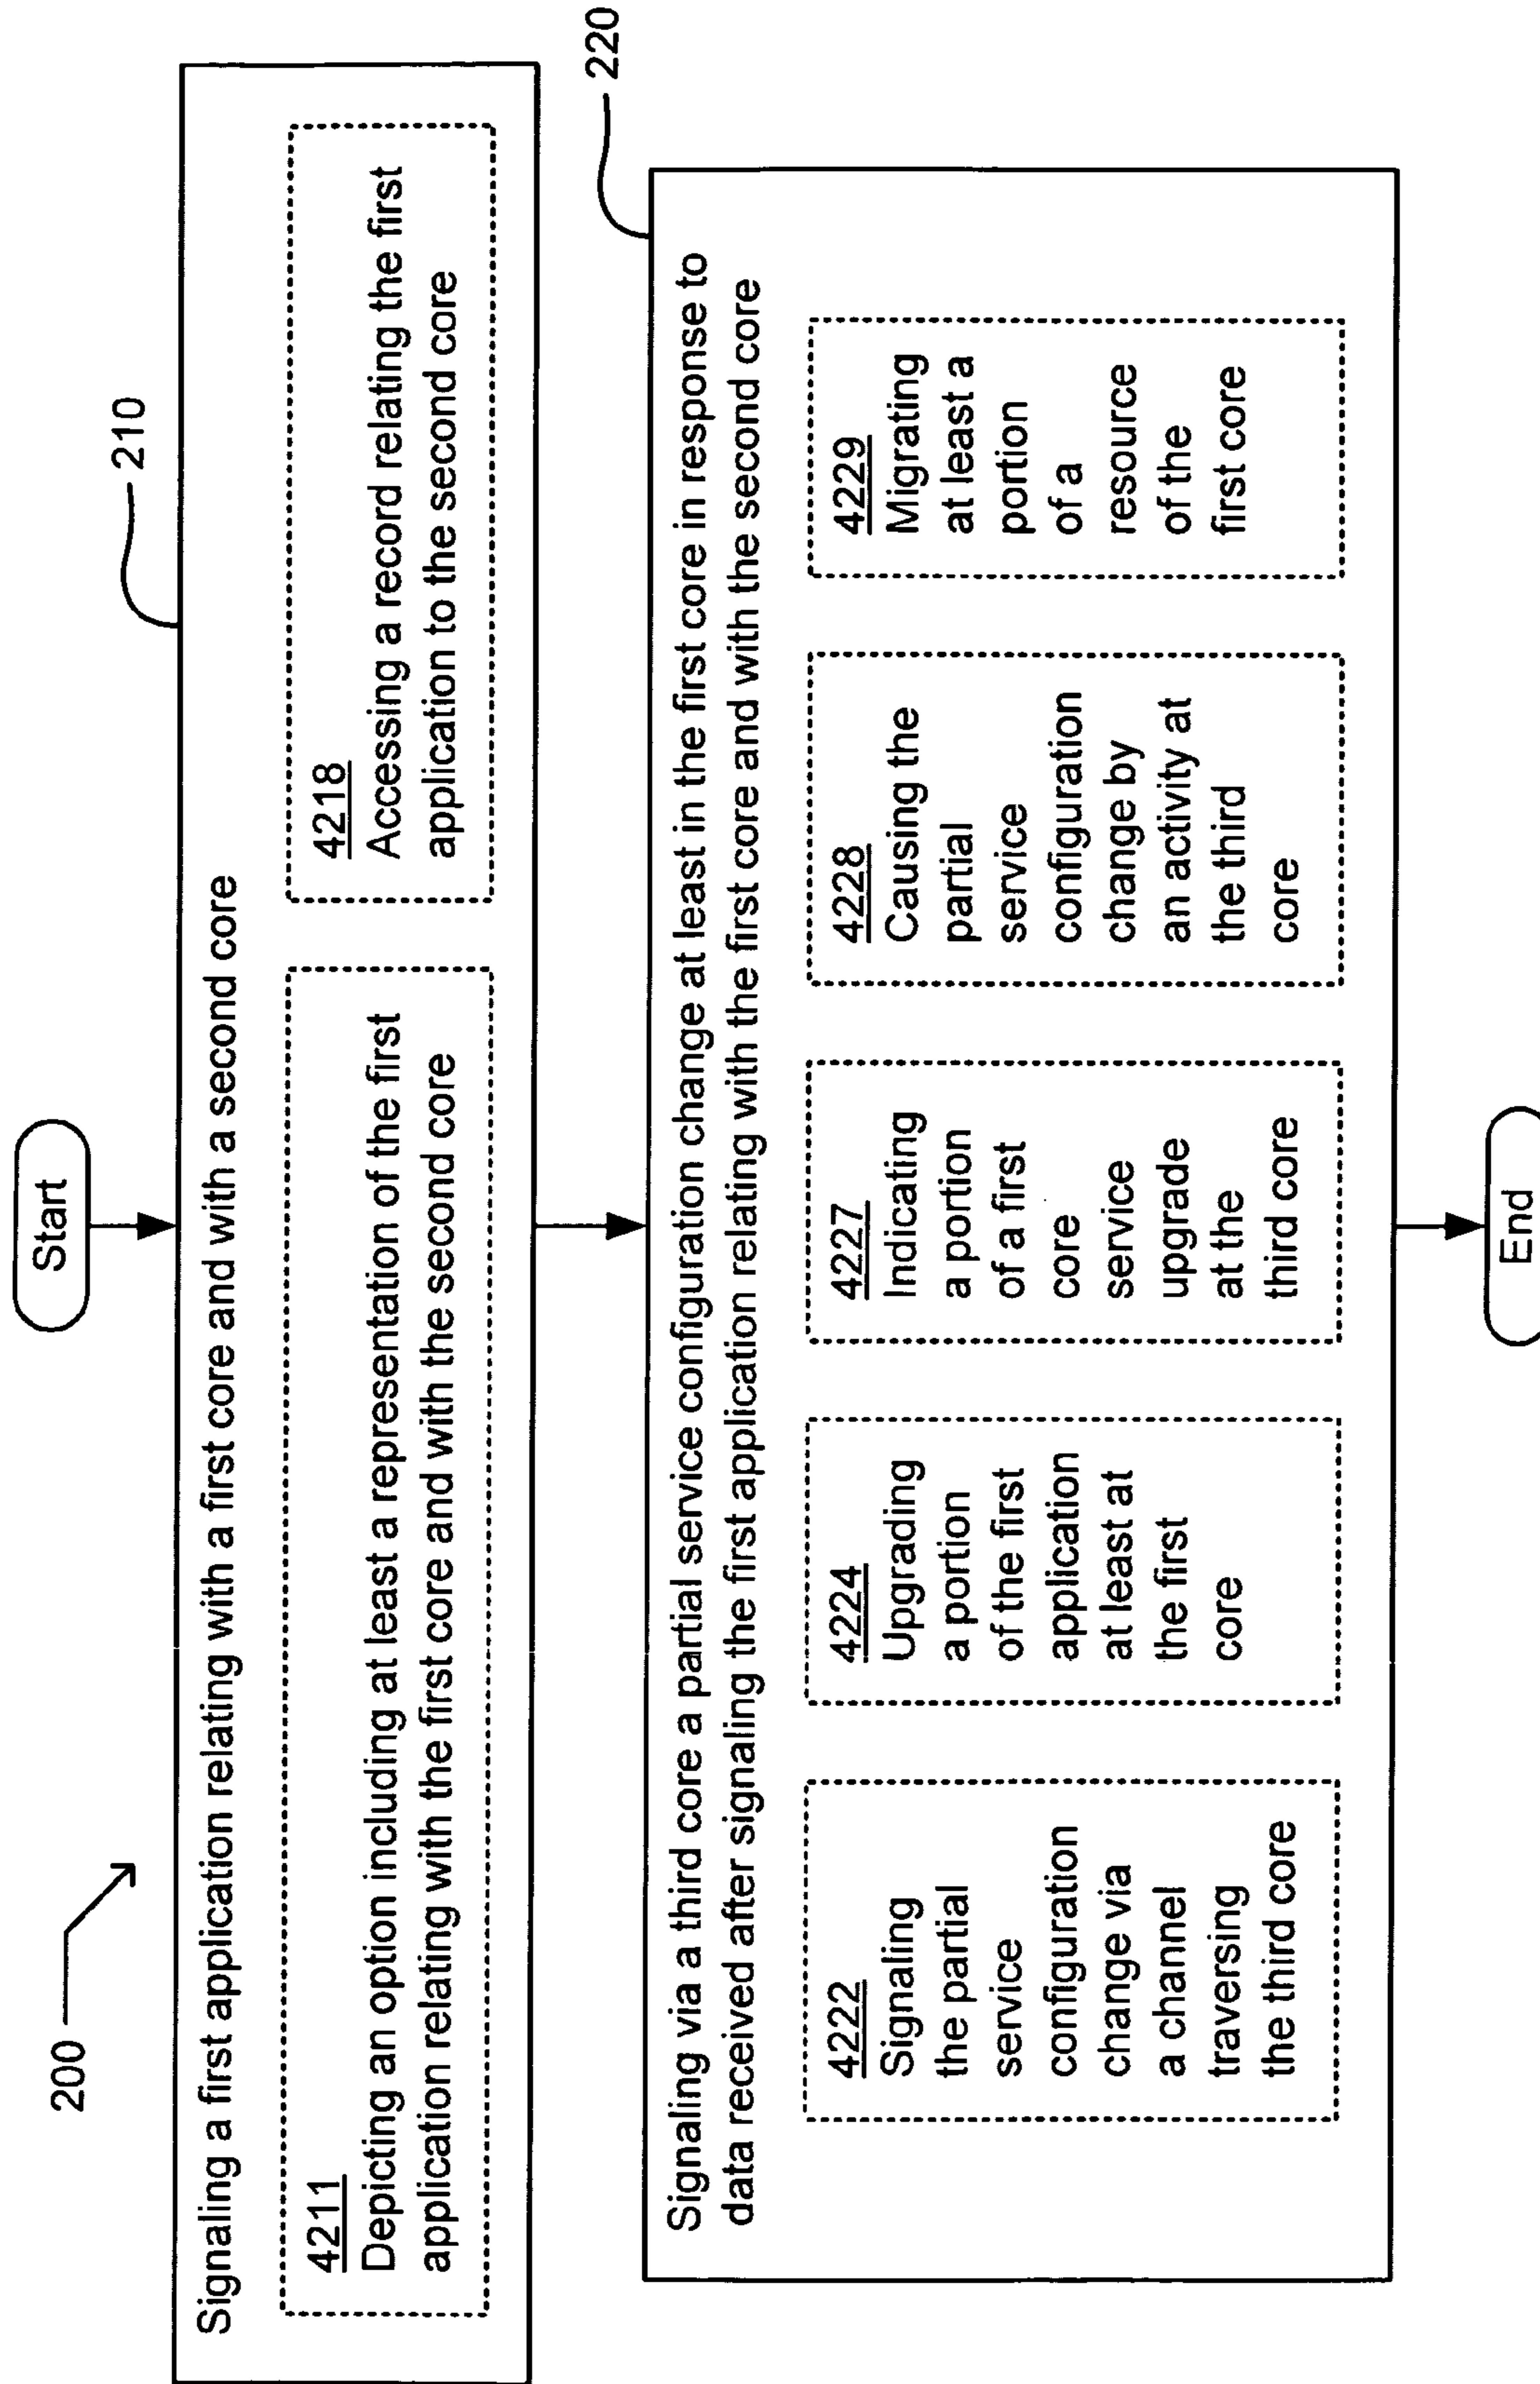 200
Start
210
Signaling a first application relating with a first core and with a second core
4211
Depicting an option including at least a representation of the first
application relating with the first core and with the second core
4218
Accessing a record relating the first
application to the second core
220
Signaling via a third core a partial service configuration change at least in the first core in response to
data received after signaling the first application relating with the first core and with the second core
4222
Signaling
the partial
service
configuration
change via
a channel
traversing
the third core
4224
Upgrading
a portion
of the first
application
at least at
the first
core
4227
Indicating
a portion
of a first
core
service
upgrade
at the
third core
4228
Causing the
partial
service
configuration
change by
an activity at
the third
core
4229
Migrating
at least a
portion
of a
resource
of the
first core
End